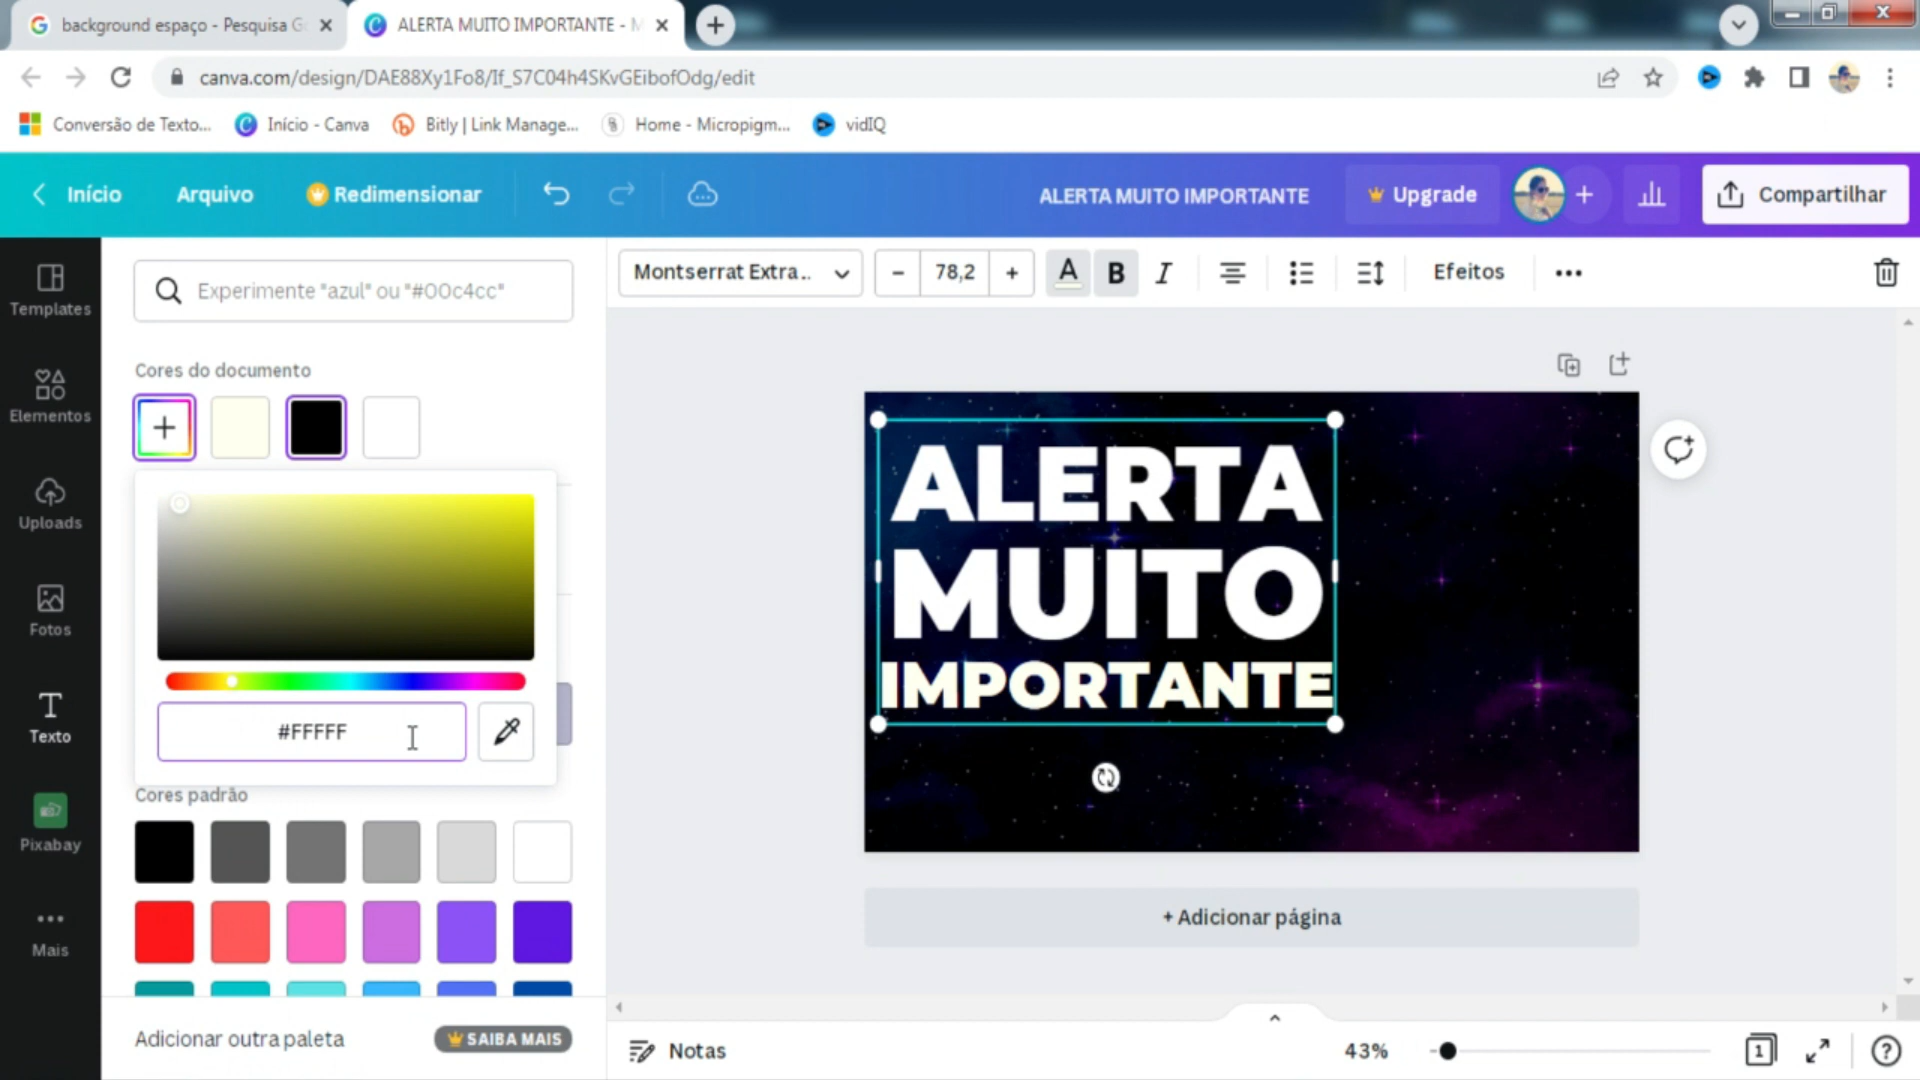 background espaço - Pesquisa G
ALERTA MUITO IMPORTANTE - M
canva.com/design/DAE88Xy1Fo8/If_S7C04h4SKvGEibofOdg/edit
Conversão de Texto...
Início - Canva
Bitly | Link Manage...
Home - Micropigm...
vidIQ
Início
Arquivo
Redimensionar
ALERTA MUITO IMPORTANTE
Upgrade
Compartilhar
Templates
Elementos
Uploads
Fotos
Texto
Pixabay
Mais
Experimente "azul" ou "#00c4cc"
Cores do documento
#FFFFF
Cores padrão
Adicionar outra paleta
SAIBA MAIS
Montserrat Extra...
78,2
A
B
I
Efeitos
ALERTA
MUITO
IMPORTANTE
+ Adicionar página
Notas
43%
1